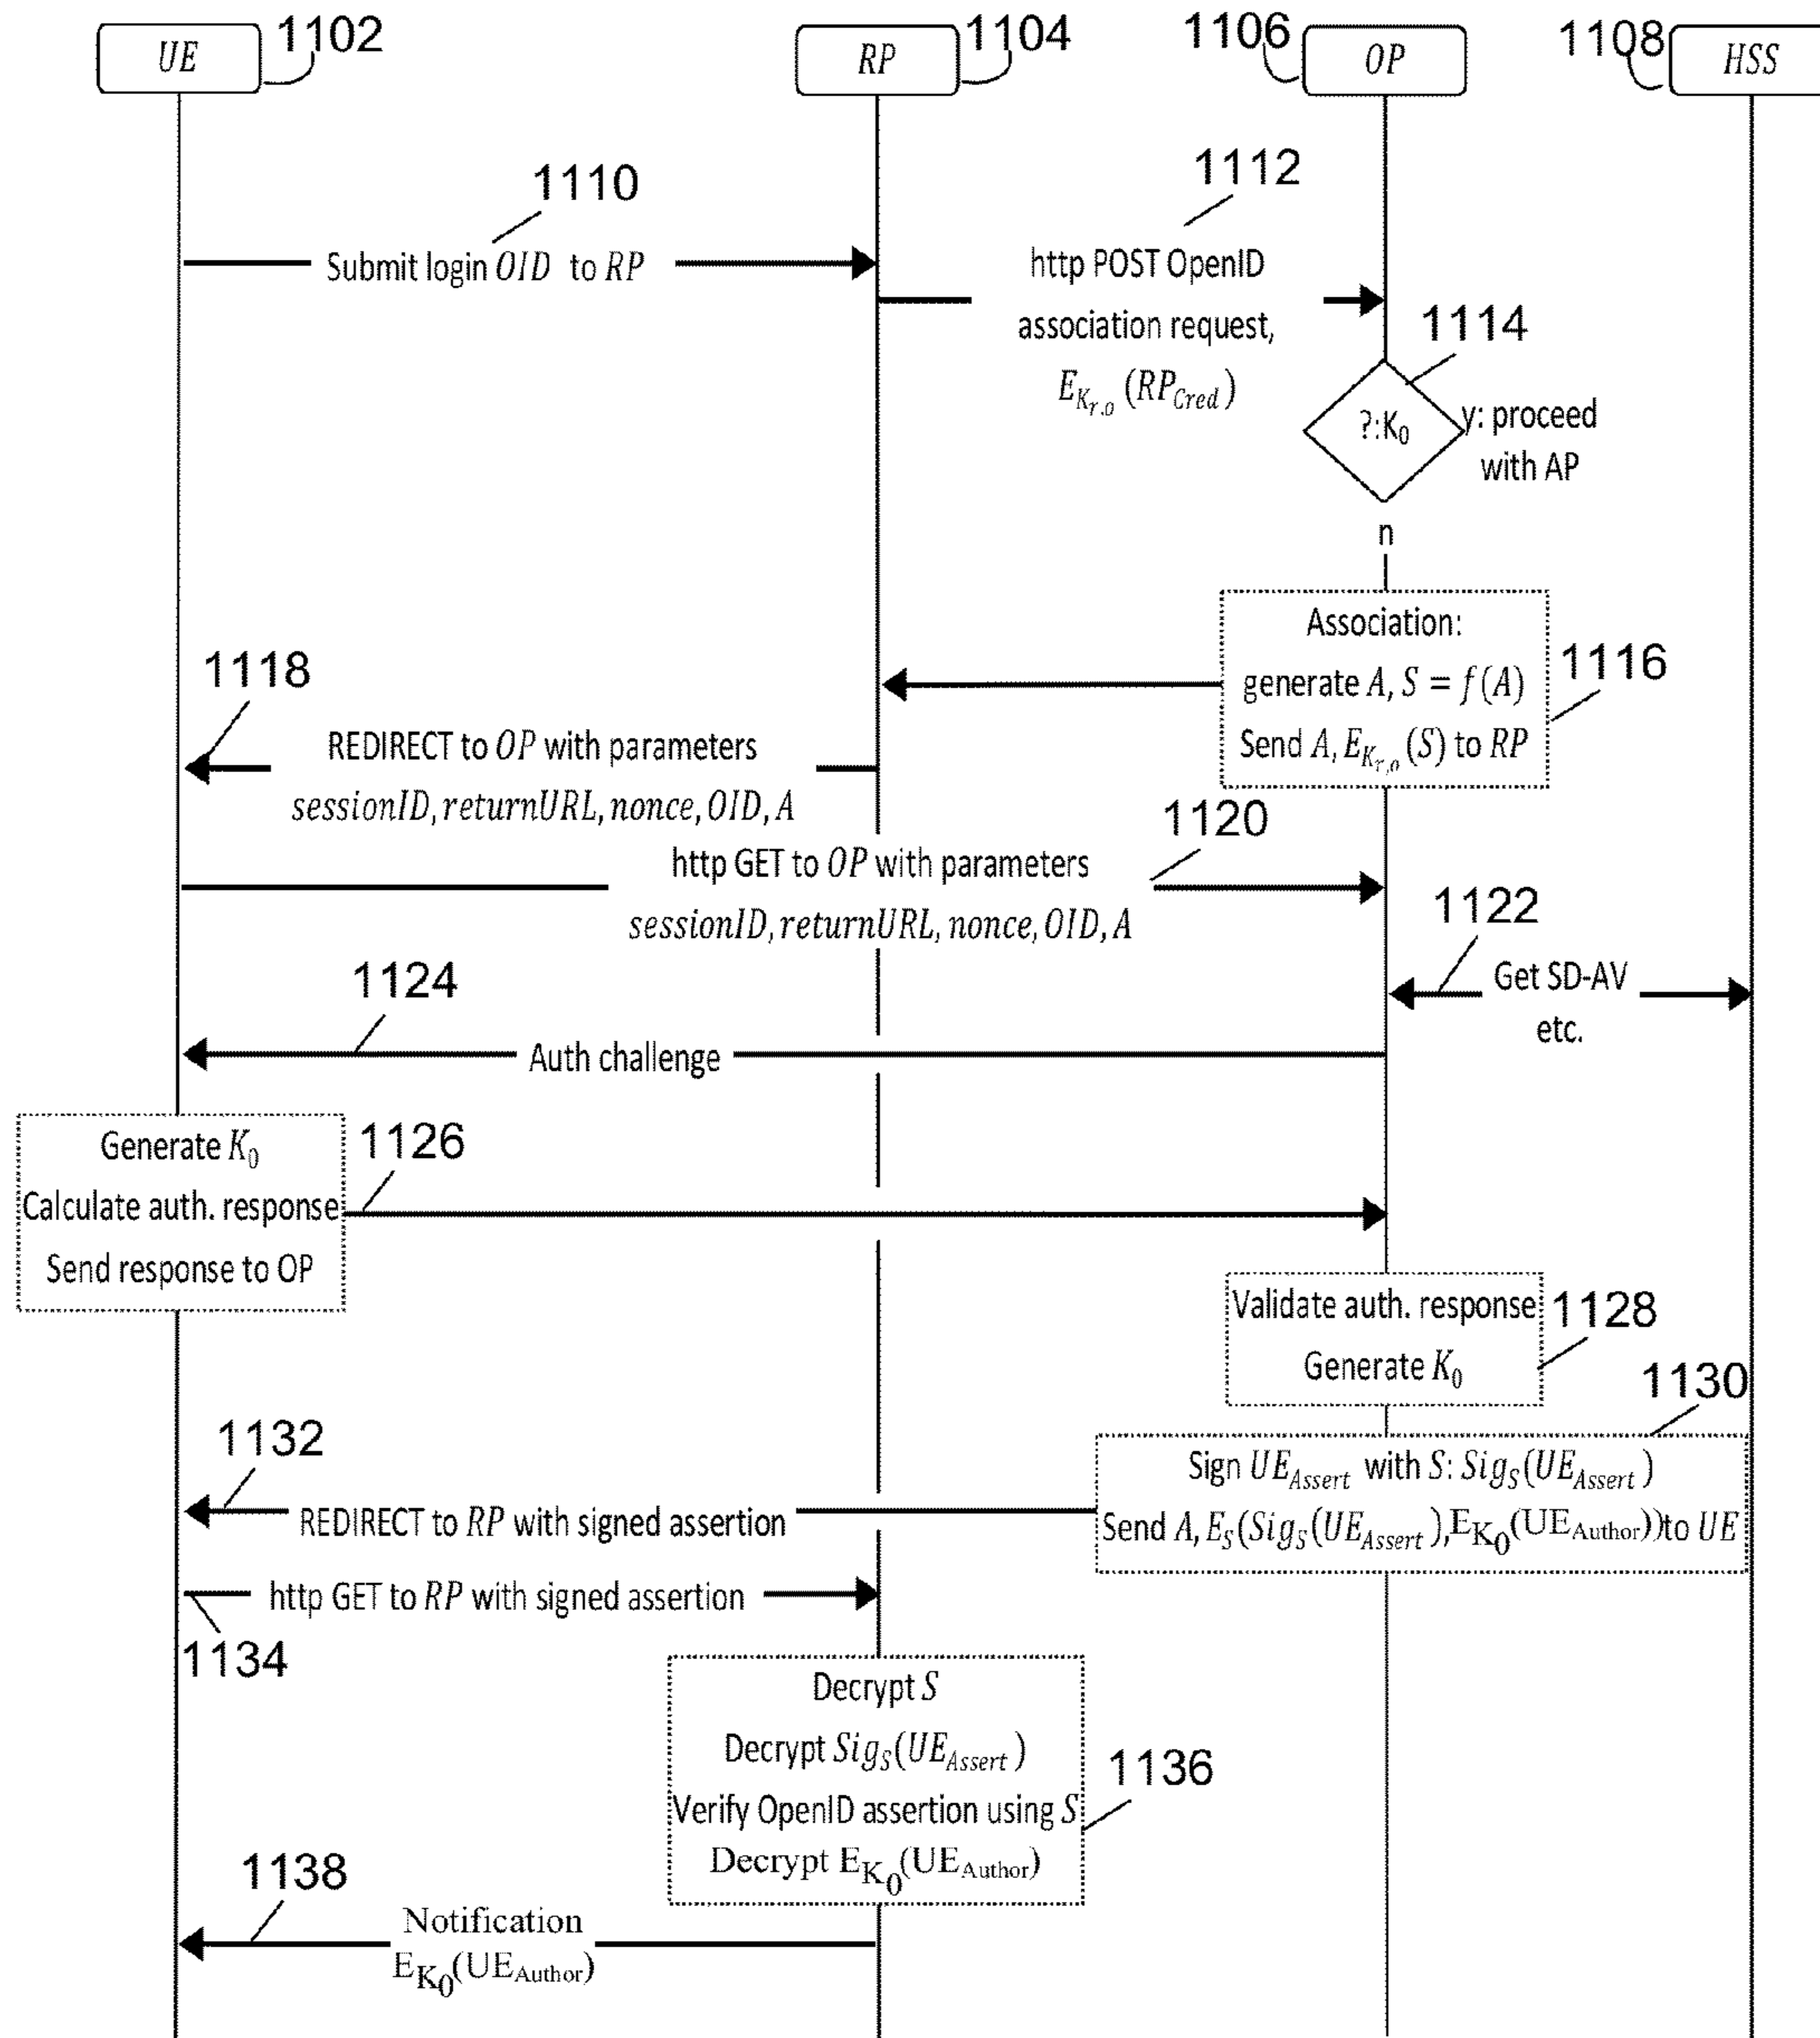 1102
1104
1106
1108
UE
RP
OP
HSS
1110
1112
Submit login OID to RP
http POST OpenID
association request,
E_{K_{r,o}}(RP_{Cred})
1114
?:K₀
y: proceed
with AP
n
Association:
generate A, S = f(A)
Send A, E_{K_{r,o}}(S) to RP
1116
1118
REDIRECT to OP with parameters
sessionID, returnURL, nonce, OID, A
1120
http GET to OP with parameters
sessionID, returnURL, nonce, OID, A
1122
Get SD-AV
etc.
1124
Auth challenge
Generate K₀
Calculate auth. response
Send response to OP
1126
Validate auth. response
Generate K₀
1128
1130
Sign UE_{Assert} with S: Sig_S(UE_{Assert})
Send A, E_S(Sig_S(UE_{Assert}),E_{K₀}(UE_{Author}))to UE
1132
REDIRECT to RP with signed assertion
http GET to RP with signed assertion
1134
Decrypt S
Decrypt Sig_S(UE_{Assert})
Verify OpenID assertion using S
Decrypt E_{K₀}(UE_{Author})
1136
1138
Notification
E_{K₀}(UE_{Author})